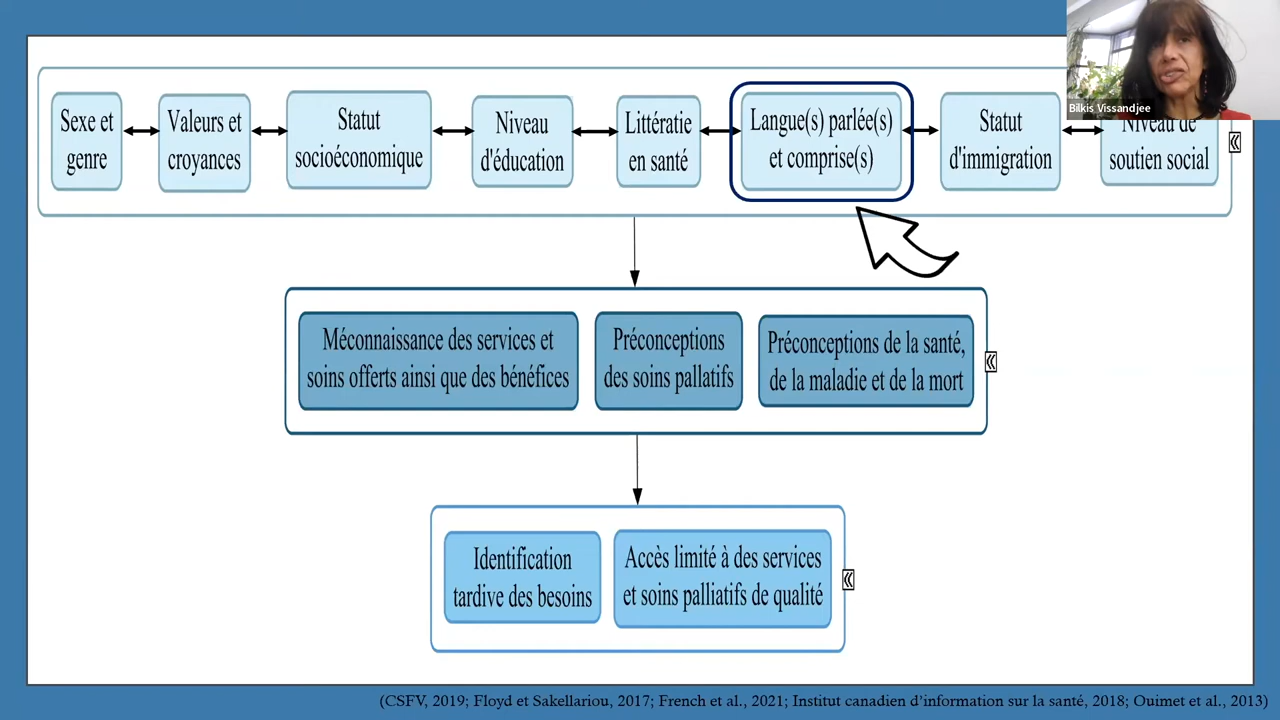 Bilkis Vissandjee
Sexe et
genre
Valeurs et
croyances
Statut
socioéconomique
Niveau
d'éducation
Littératie
en santé
Langue(s) parlée(s)
et comprise(s)
Statut
d'immigration
Niveau de
soutien social
Méconnaissance des services et
soins offerts ainsi que des bénéfices
Préconceptions
des soins pallatifs
Préconceptions de la santé,
de la maladie et de la mort
Identification
tardive des besoins
Accès limité à des services
et soins palliatifs de qualité
(CSFV, 2019; Floyd et Sakellariou, 2017; French et al., 2021; Institut canadien d’information sur la santé, 2018; Ouimet et al., 2013)